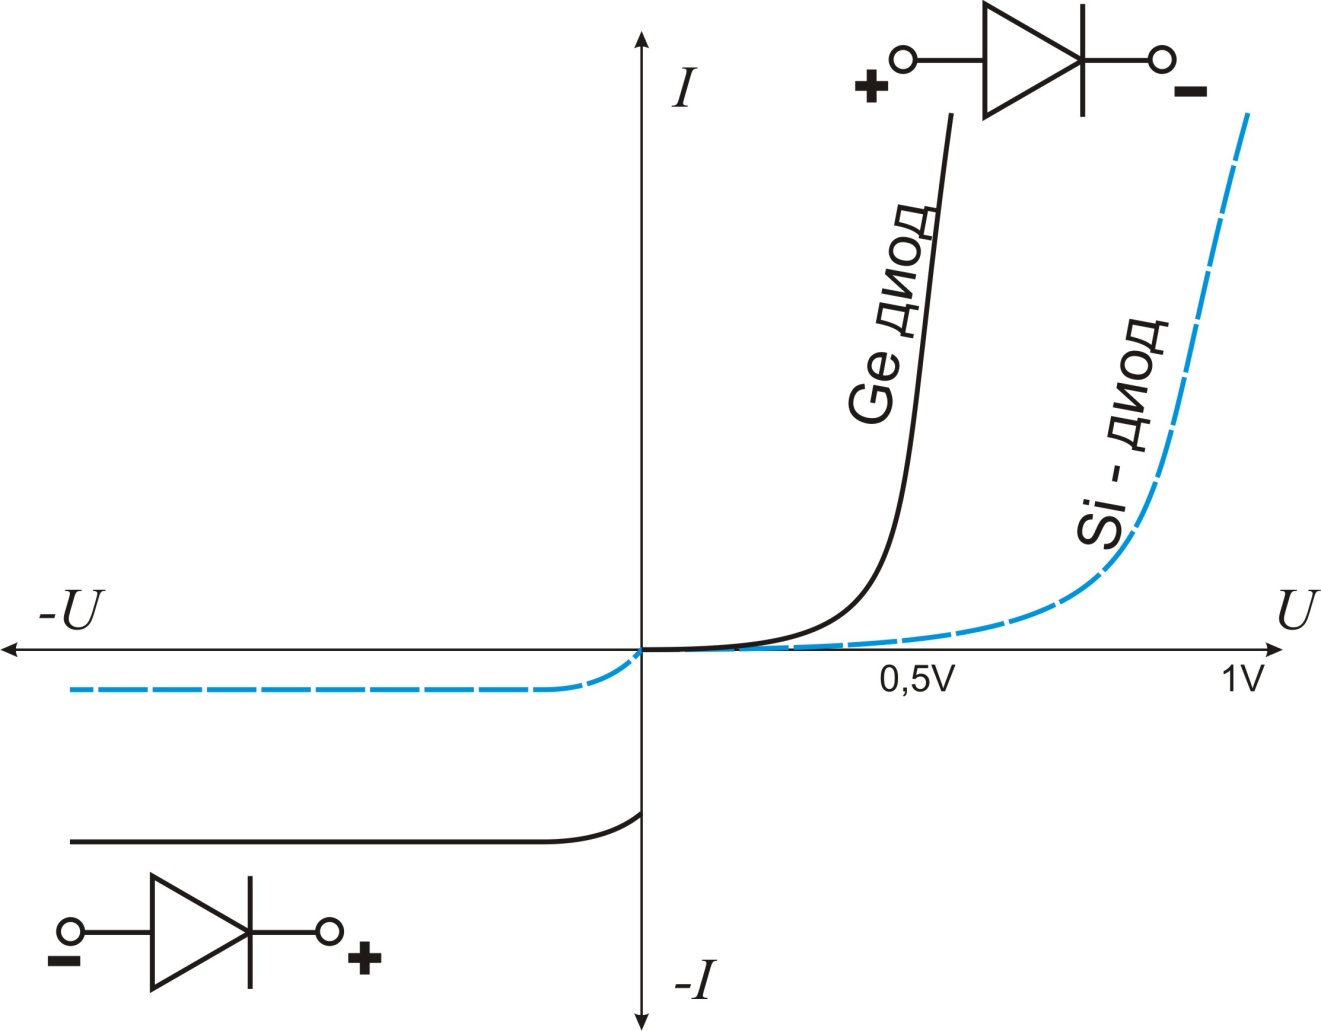 I
+
-
Ge диод
Si - диод
-U
U
0,5V
1V
-
+
-I